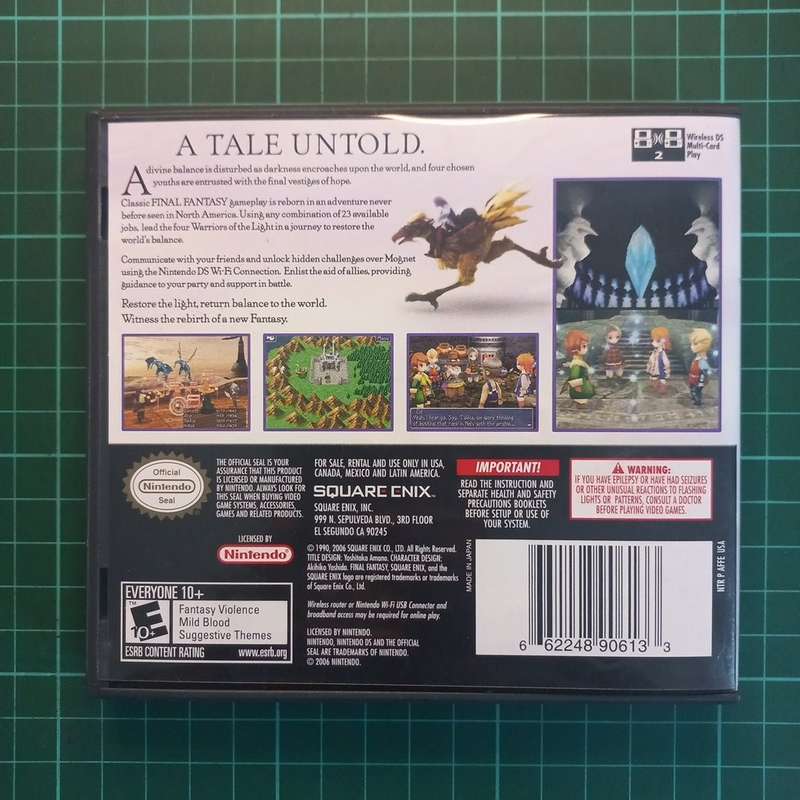 A TALE UNTOLD.
A divine balance is disturbed as darkness encroaches upon the world, and four chosen
youths are entrusted with the final vestiges of hope.
Classic FINAL FANTASY gameplay is reborn in an adventure never
before seen in North America. Using any combination of 23 available
jobs, lead the four Warriors of the Light in a journey to restore the
world's balance.
Communicate with your friends and unlock hidden challenges over Mognet
using the Nintendo DS Wi-Fi Connection. Enlist the aid of allies, providing
guidance to your party and support in battle.
Restore the light, return balance to the world.
Witness the rebirth of a new Fantasy.
2
Wireless DS
Multi-Card
Play
Official
Nintendo
Seal
THE OFFICIAL SEAL IS YOUR
ASSURANCE THAT THIS PRODUCT
IS LICENSED OR MANUFACTURED
BY NINTENDO. ALWAYS LOOK FOR
THIS SEAL WHEN BUYING VIDEO
GAME SYSTEMS, ACCESSORIES,
GAMES AND RELATED PRODUCTS.
LICENSED BY
Nintendo
EVERYONE 10+
E
10+
TM
Fantasy Violence
Mild Blood
Suggestive Themes
ESRB CONTENT RATING www.esrb.org
FOR SALE, RENTAL AND USE ONLY IN USA,
CANADA, MEXICO AND LATIN AMERICA.
SQUARE ENIX
SQUARE ENIX, INC.
999 N. SEPULVEDA BLVD., 3RD FLOOR
EL SEGUNDO CA 90245
© 1990, 2006 SQUARE ENIX CO., LTD. All Rights Reserved.
TITLE DESIGN: Yoshitaka Amano. CHARACTER DESIGN:
Akihiko Yoshida. FINAL FANTASY, SQUARE ENIX, and the
SQUARE ENIX logo are registered trademarks or trademarks
of Square Enix Co., Ltd.
Wireless router or Nintendo Wi-Fi USB Connector and
broadband access may be required for online play.
LICENSED BY NINTENDO.
NINTENDO, NINTENDO DS AND THE OFFICIAL
SEAL ARE TRADEMARKS OF NINTENDO.
© 2006 NINTENDO.
IMPORTANT!
READ THE INSTRUCTION AND
SEPARATE HEALTH AND SAFETY
PRECAUTIONS BOOKLETS
BEFORE SETUP OR USE OF
YOUR SYSTEM.
WARNING:
IF YOU HAVE EPILEPSY OR HAVE HAD SEIZURES
OR OTHER UNUSUAL REACTIONS TO FLASHING
LIGHTS OR PATTERNS, CONSULT A DOCTOR
BEFORE PLAYING VIDEO GAMES.
MADE IN JAPAN
6 62248 90613 3
NTR P AFFE USA